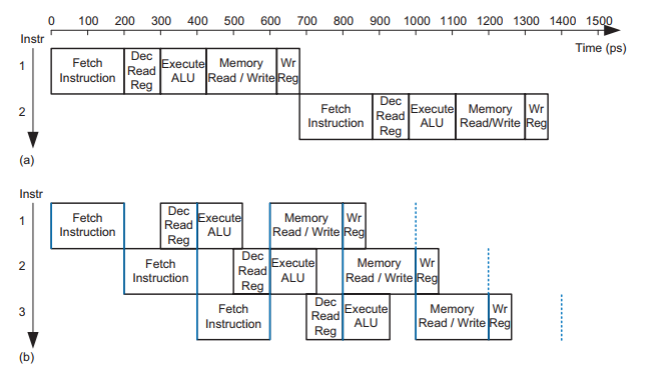 0 100 200 300 400 500 600 700 800 900 1000 1100 1200 1300 1400 1500
Instr
Time (ps)
1
Fetch
Instruction
Dec
Read
Reg
Execute
ALU
Memory
Read / Write
Wr
Reg
2
Fetch
Instruction
Dec
Read
Reg
Execute
ALU
Memory
Read/Write
Wr
Reg
(a)
Instr
1
Fetch
Instruction
Dec
Read
Reg
Execute
ALU
Memory
Read / Write
Wr
Reg
2
Fetch
Instruction
Dec
Read
Reg
Execute
ALU
Memory
Read / Write
Wr
Reg
3
Fetch
Instruction
Dec
Read
Reg
Execute
ALU
Memory
Read / Write
Wr
Reg
(b)